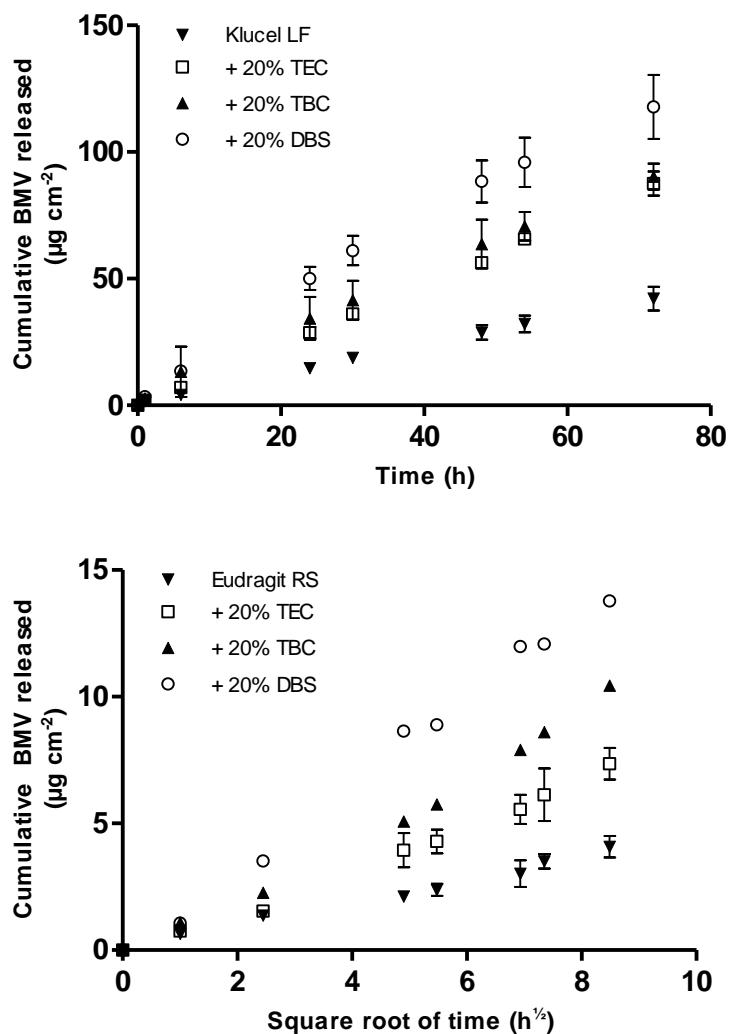 150
100
50
0
Cumulative BMV released
(µg cm-2)
Klucel LF
+ 20% TEC
+ 20% TBC
+ 20% DBS
0 20 40 60 80
Time (h)
15
10
5
0
Cumulative BMV released
(µg cm-2)
Eudragit RS
+ 20% TEC
+ 20% TBC
+ 20% DBS
0 2 4 6 8 10
Square root of time (h½)